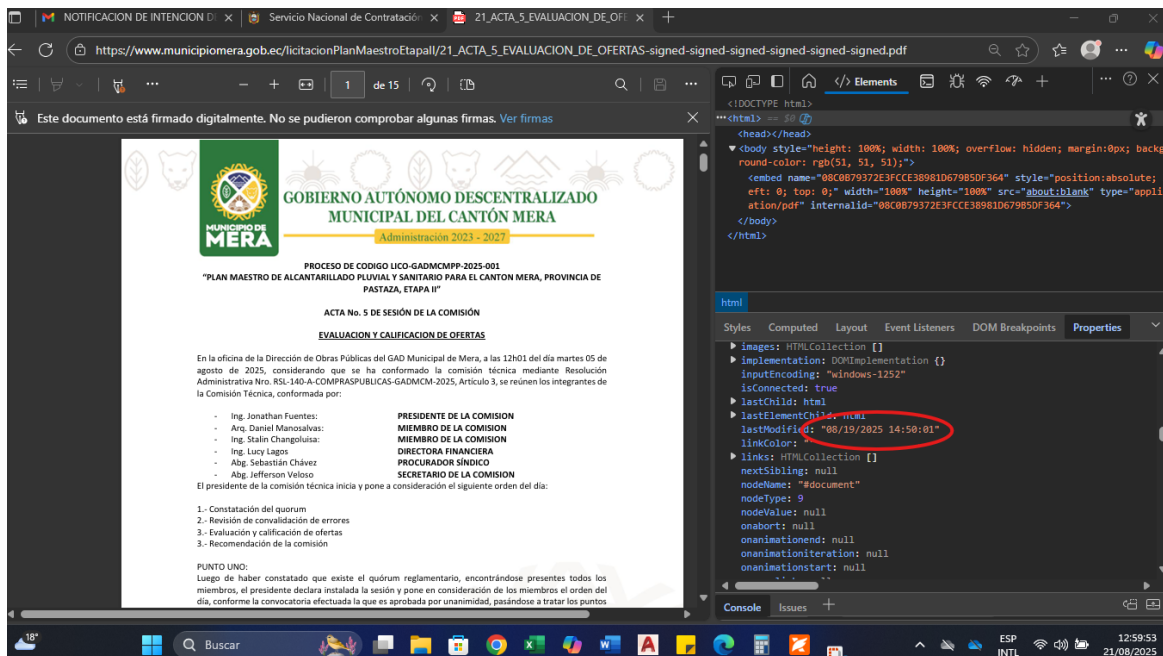 NOTIFICACION DE INTENCION D
Servicio Nacional de Contratación
21_ACTA_5_EVALUACION_DE_OFE
https://www.municipiomera.gob.ec/licitacionPlanMaestroEtapaII/21_ACTA_5_EVALUACION_DE_OFERTAS-signed-signed-signed-signed-signed-signed.pdf
1 de 15
Este documento está firmado digitalmente. No se pudieron comprobar algunas firmas. Ver firmas
MUNICIPIO DE
MERA
GOBIERNO AUTÓNOMO DESCENTRALIZADO
MUNICIPAL DEL CANTÓN MERA
Administración 2023 - 2027
PROCESO DE CODIGO LICO-GADMCMPP-2025-001
"PLAN MAESTRO DE ALCANTARILLADO PLUVIAL Y SANITARIO PARA EL CANTON MERA, PROVINCIA DE
PASTAZA, ETAPA II"
ACTA No. 5 DE SESIÓN DE LA COMISIÓN
EVALUACION Y CALIFICACION DE OFERTAS
En la oficina de la Dirección de Obras Públicas del GAD Municipal de Mera, a las 12h01 del día martes 05 de
agosto de 2025, considerando que se ha conformado la comisión técnica mediante Resolución
Administrativa Nro. RSL-140-A-COMPRASPUBLICAS-GADMCM-2025, Artículo 3, se reúnen los integrantes de
la Comisión Técnica, conformada por:
- Ing. Jonathan Fuentes: PRESIDENTE DE LA COMISION
- Arq. Daniel Manosalvas: MIEMBRO DE LA COMISION
- Ing. Stalin Changoluisa: MIEMBRO DE LA COMISION
- Ing. Lucy Lagos DIRECTORA FINANCIERA
- Abg. Sebastián Chávez PROCURADOR SÍNDICO
- Abg. Jefferson Veloso SECRETARIO DE LA COMISION
El presidente de la comisión técnica inicia y pone a consideración el siguiente orden del día:
1.- Constatación del quorum
2.- Revisión de convalidación de errores
3.- Evaluación y calificación de ofertas
3.- Recomendación de la comisión
PUNTO UNO:
Luego de haber constatado que existe el quórum reglamentario, encontrándose presentes todos los
miembros, el presidente declara instalada la sesión y pone en consideración de los miembros el orden del
día, conforme la convocatoria efectuada la que es aprobada por unanimidad, pasándose a tratar los puntos
</> Elements
<!DOCTYPE html>
<html> == $0
<head></head>
<body style="height: 100%; width: 100%; overflow: hidden; margin:0px; backg
round-color: rgb(51, 51, 51);">
<embed name="08C0B79372E3FCCE38981D679B5DF364" style="position:absolute;
eft: 0; top: 0;" width="100%" height="100%" src="about:blank" type="appli
ation/pdf" internalid="08C0B79372E3FCCE38981D679B5DF364">
</body>
</html>
html
Styles Computed Layout Event Listeners DOM Breakpoints Properties
images: HTMLCollection []
implementation: DOMImplementation {}
inputEncoding: "windows-1252"
isConnected: true
lastChild: html
lastElementChild: html
lastModified: "08/19/2025 14:50:01"
linkColor: "
links: HTMLCollection []
nextSibling: null
nodeName: "#document"
nodeType: 9
nodeValue: null
onabort: null
onanimationend: null
onanimationiteration: null
onanimationstart: null
Console Issues
18°
Buscar
ESP
INTL
12:59:53
21/08/2025